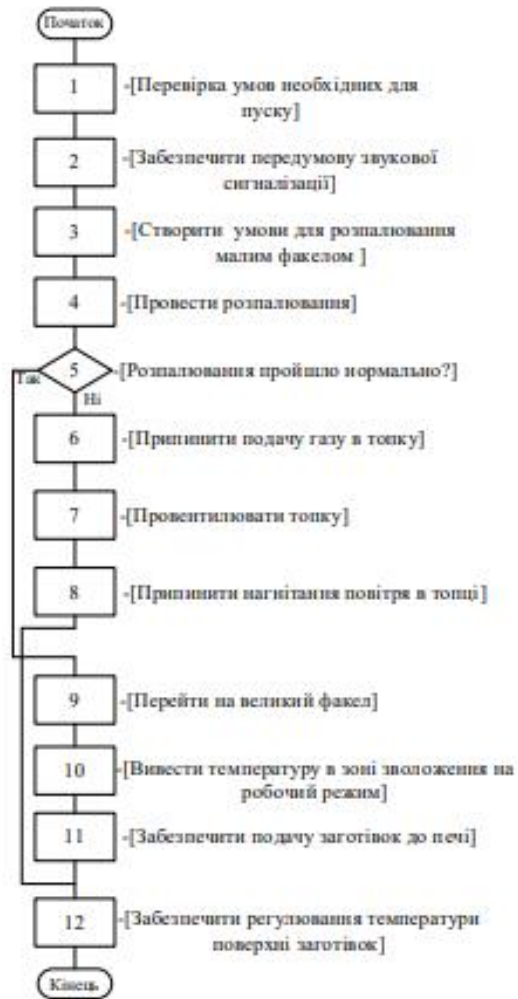 Початок
1
-[Перевірка умов необхідних для
пуску]
2
-[Забезпечити передумову звукової
сигналізації]
3
-[Створити умови для розпалювання
малим факелом ]
4
-[Провести розпалювання]
5
-[Розпалювання пройшло нормально?]
Так
Ні
6
-[Припинити подачу газу в топку]
7
-[Провентилювати топку]
8
-[Припинити нагнітання повітря в топці]
9
-[Перейти на великий факел]
10
-[Вивести температуру в зоні зволоження на
робочий режим]
11
-[Забезпечити подачу заготівок до печі]
12
-[Забезпечити регулювання температури
поверхні заготівок]
Кінець